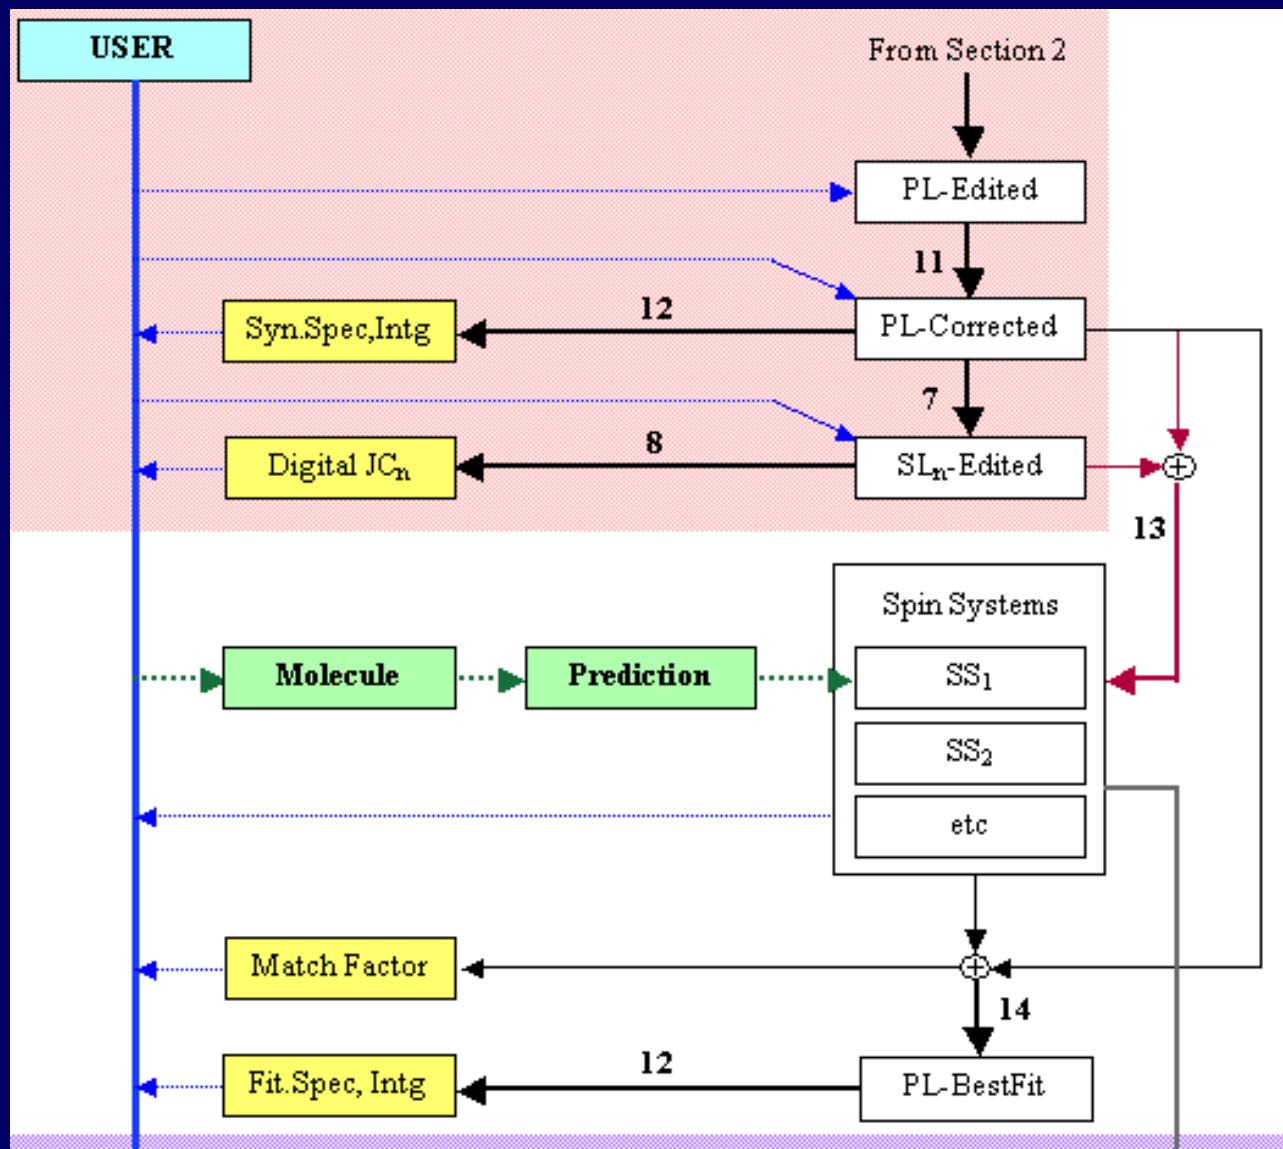 USER
From Section 2
PL-Edited
11
12
Syn.Spec,Intg
PL-Corrected
7
8
Digital JCn
SLn-Edited
13
Spin Systems
Molecule
Prediction
SS1
SS2
etc
Match Factor
14
12
Fit.Spec, Intg
PL-BestFit